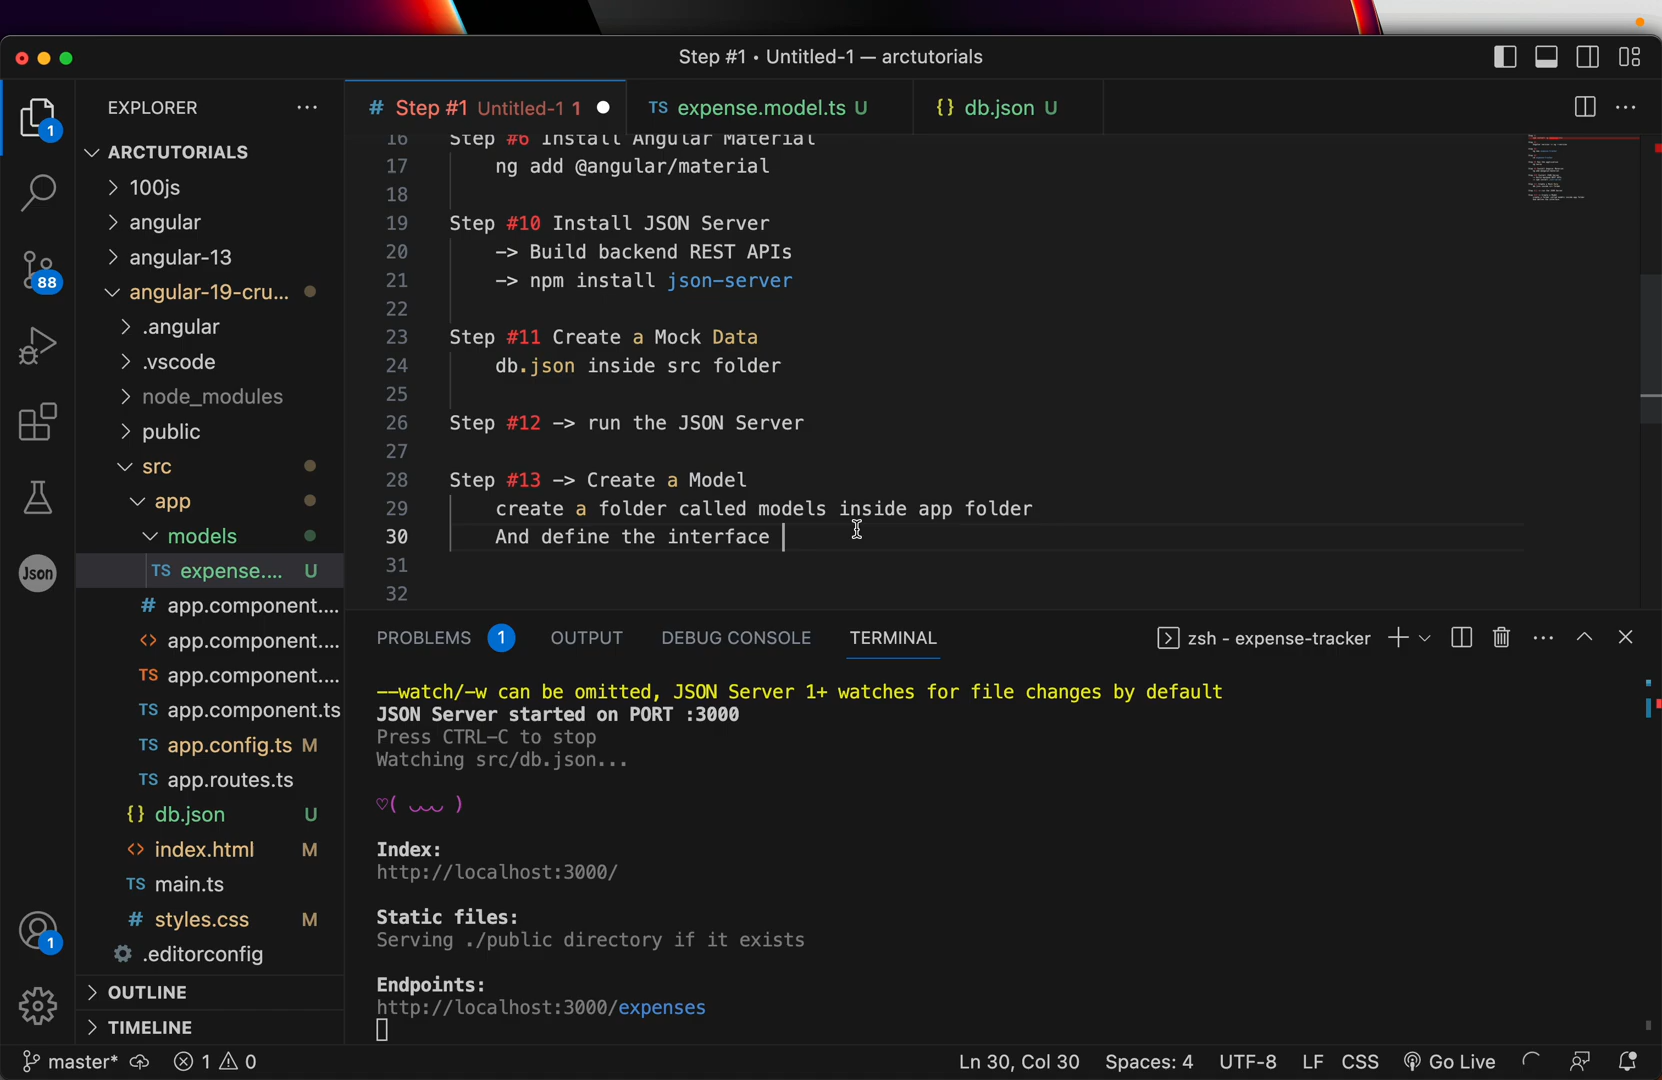 Step #1 • Untitled-1 — arctutorials
EXPLORER
1
ARCTUTORIALS
100js
angular
angular-13
88
angular-19-cru...
.angular
.vscode
node_modules
public
src
app
models
TS expense.... U
Json
# app.component....
<> app.component....
TS app.component....
TS app.component.ts
TS app.config.ts M
TS app.routes.ts
{} db.json U
<> index.html M
TS main.ts
# styles.css M
.editorconfig
1
OUTLINE
TIMELINE
# Step #1 Untitled-1 1
TS expense.model.ts U
{} db.json U
16 Step #6 Install Angular Material
17 ng add @angular/material
18
19 Step #10 Install JSON Server
20 -> Build backend REST APIs
21 -> npm install json-server
22
23 Step #11 Create a Mock Data
24 db.json inside src folder
25
26 Step #12 -> run the JSON Server
27
28 Step #13 -> Create a Model
29 create a folder called models inside app folder
30 And define the interface
31
32
PROBLEMS 1 OUTPUT DEBUG CONSOLE TERMINAL zsh - expense-tracker
--watch/-w can be omitted, JSON Server 1+ watches for file changes by default
JSON Server started on PORT :3000
Press CTRL-C to stop
Watching src/db.json...
♡( ◡◡◡ )
Index:
http://localhost:3000/
Static files:
Serving ./public directory if it exists
Endpoints:
http://localhost:3000/expenses
master* 1 0 Ln 30, Col 30 Spaces: 4 UTF-8 LF CSS Go Live